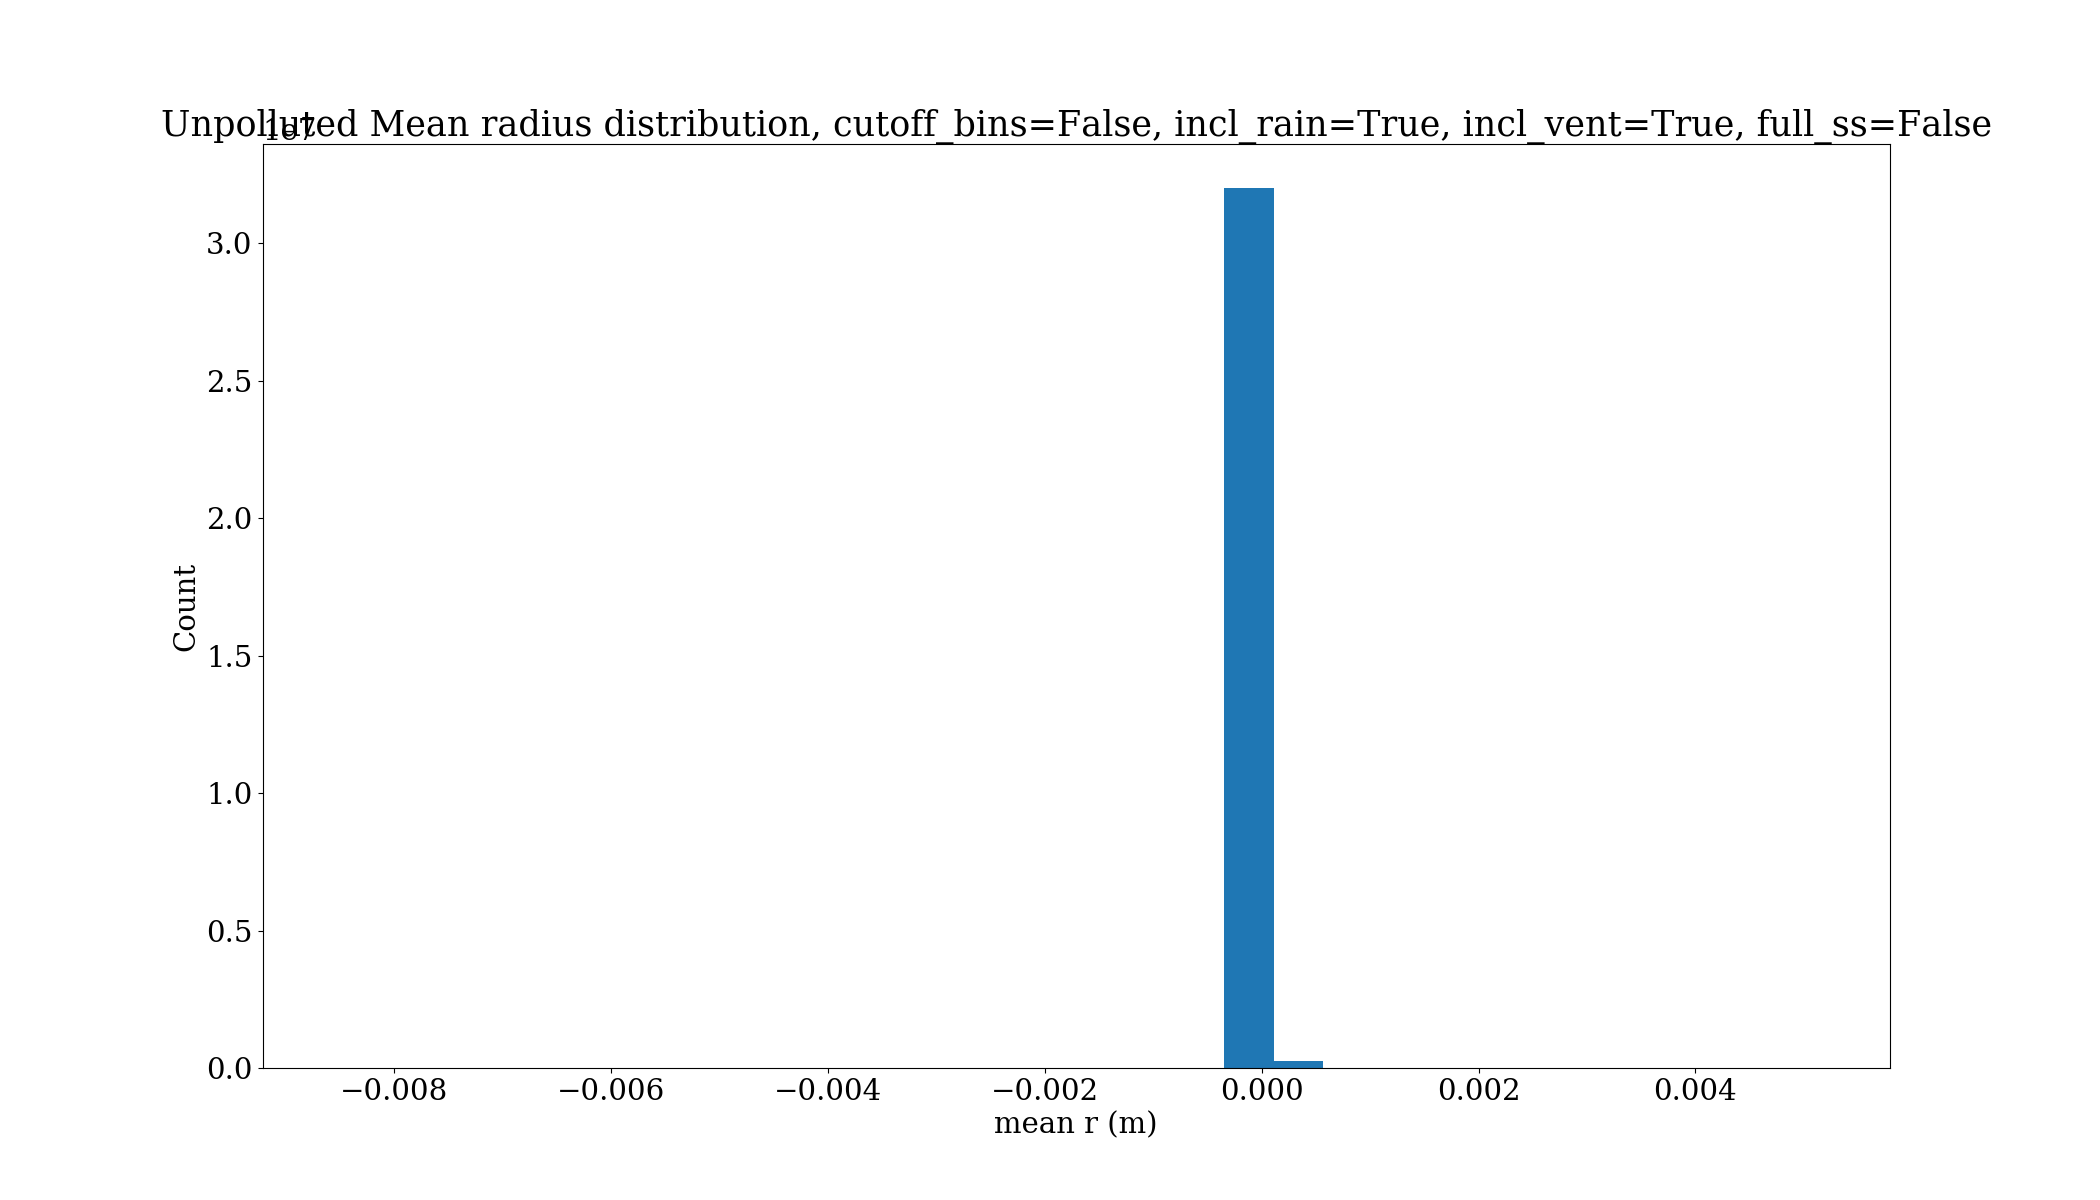 Unpolluted Mean radius distribution, cutoff_bins=False, incl_rain=True, incl_vent=True, full_ss=False
1e7
3.0
2.5
2.0
1.5
1.0
0.5
0.0
Count
−0.008 −0.006 −0.004 −0.002 0.000 0.002 0.004
mean r (m)